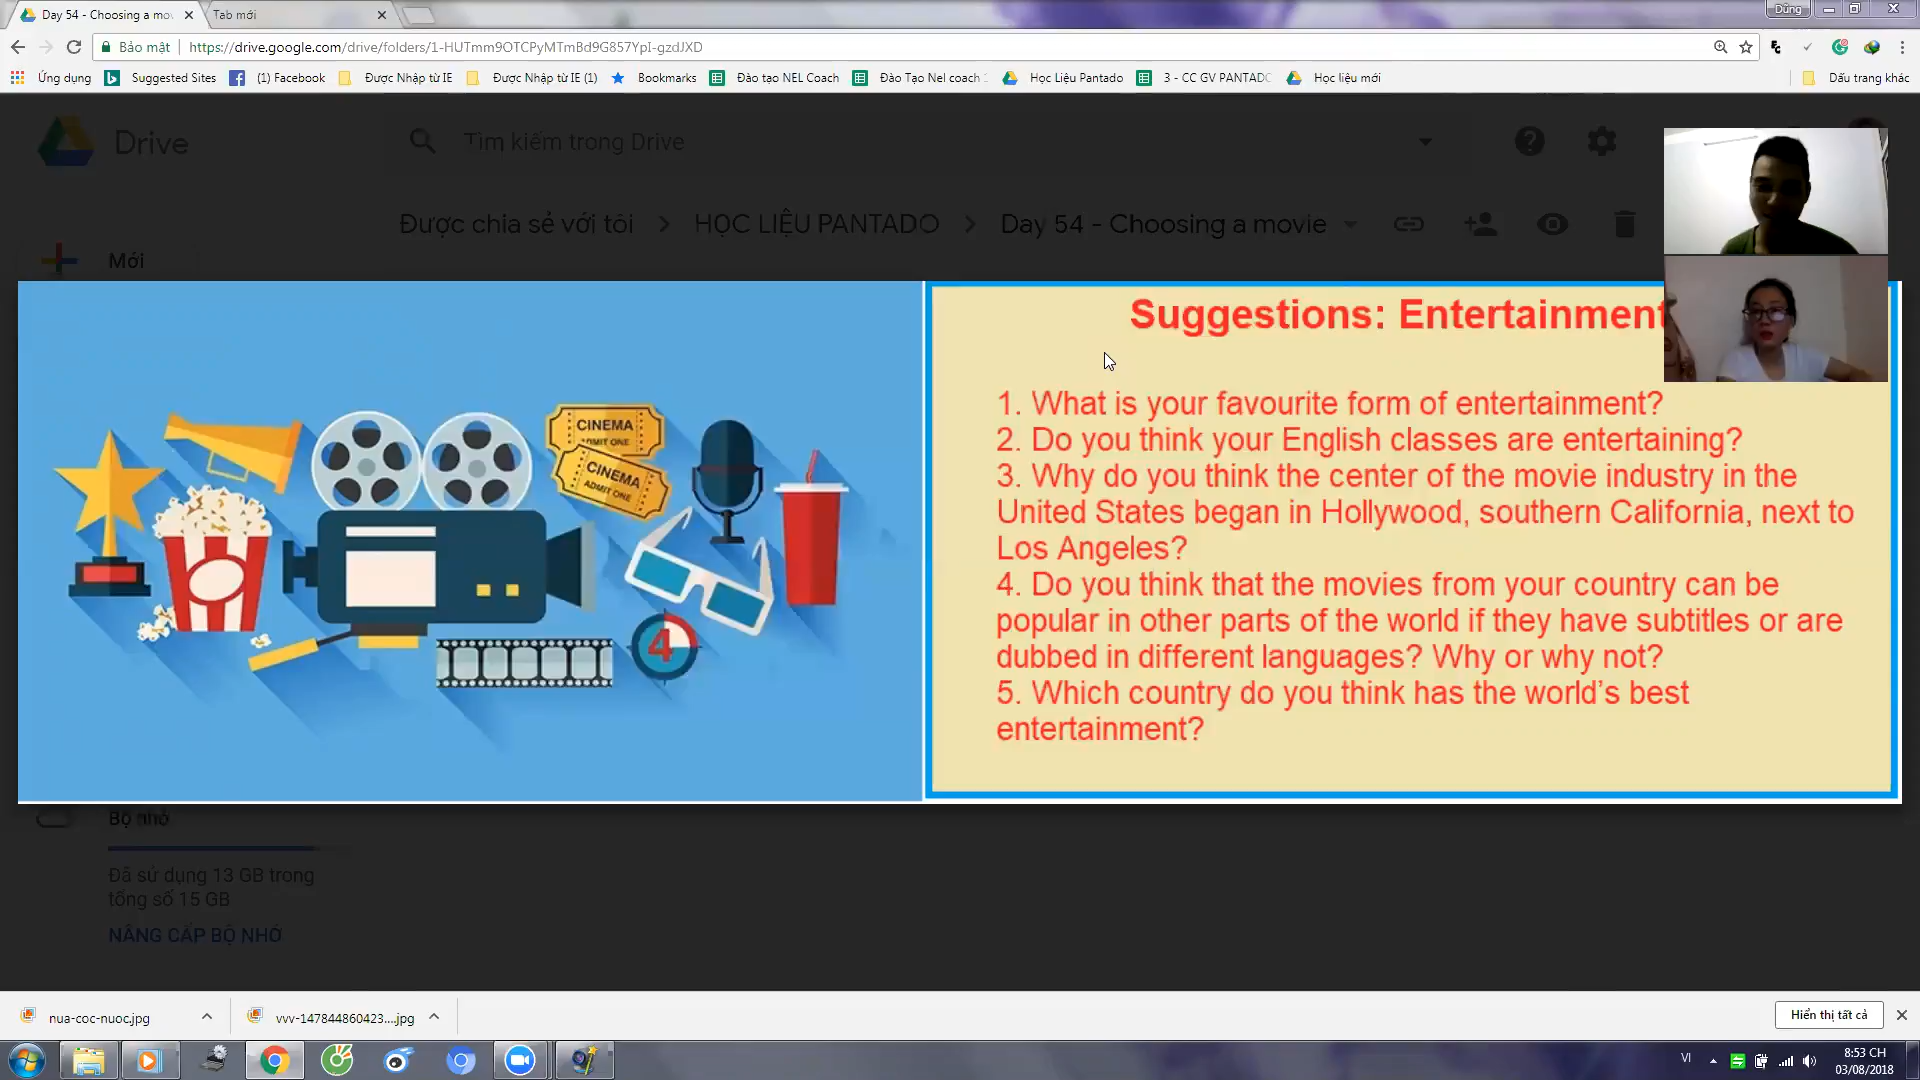 Day 54 - Choosing a mo
Tab mới
Dũng
Bảo mật
https://drive.google.com/drive/folders/1-HUTmm9OTCPyMTmBd9G857YpI-gzdJXD
Ứng dụng
Suggested Sites
(1) Facebook
Được Nhập từ IE
Được Nhập từ IE (1)
Bookmarks
Đào tạo NEL Coach
Đào Tạo Nel coach
Học Liệu Pantado
3 - CC GV PANTADO
Học liệu mới
Dấu trang khác
Drive
Tìm kiếm trong Drive
Được chia sẻ với tôi
HỌC LIỆU PANTADO
Day 54 - Choosing a movie
Mới
CINEMA
ADMIT ONE
CINEMA
ADMIT ONE
4
Suggestions: Entertainment
1. What is your favourite form of entertainment?
2. Do you think your English classes are entertaining?
3. Why do you think the center of the movie industry in the
United States began in Hollywood, southern California, next to
Los Angeles?
4. Do you think that the movies from your country can be
popular in other parts of the world if they have subtitles or are
dubbed in different languages? Why or why not?
5. Which country do you think has the world’s best
entertainment?
Bộ nhớ
Đã sử dụng 13 GB trong
tổng số 15 GB
NÂNG CẤP BỘ NHỚ
nua-coc-nuoc.jpg
vvv-147844860423....jpg
Hiển thị tất cả
VI
8:53 CH
03/08/2018